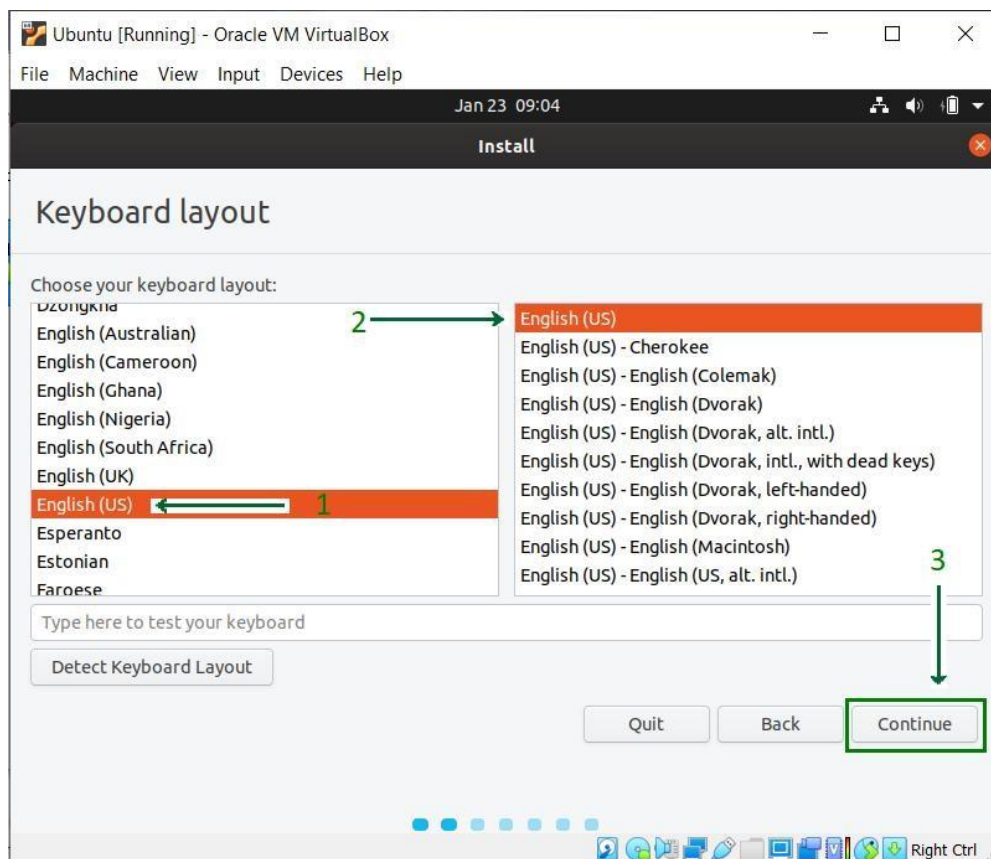 Ubuntu [Running] - Oracle VM VirtualBox
File Machine View Input Devices Help
Jan 23 09:04
Install
Keyboard layout
Choose your keyboard layout:
Dzongkha
English (Australian)
English (Cameroon)
English (Ghana)
English (Nigeria)
English (South Africa)
English (UK)
English (US) 1
Esperanto
Estonian
Faroese
2
English (US)
English (US) - Cherokee
English (US) - English (Colemak)
English (US) - English (Dvorak)
English (US) - English (Dvorak, alt. intl.)
English (US) - English (Dvorak, intl., with dead keys)
English (US) - English (Dvorak, left-handed)
English (US) - English (Dvorak, right-handed)
English (US) - English (Macintosh)
English (US) - English (US, alt. intl.)
3
Type here to test your keyboard
Detect Keyboard Layout
Quit Back Continue
Right Ctrl